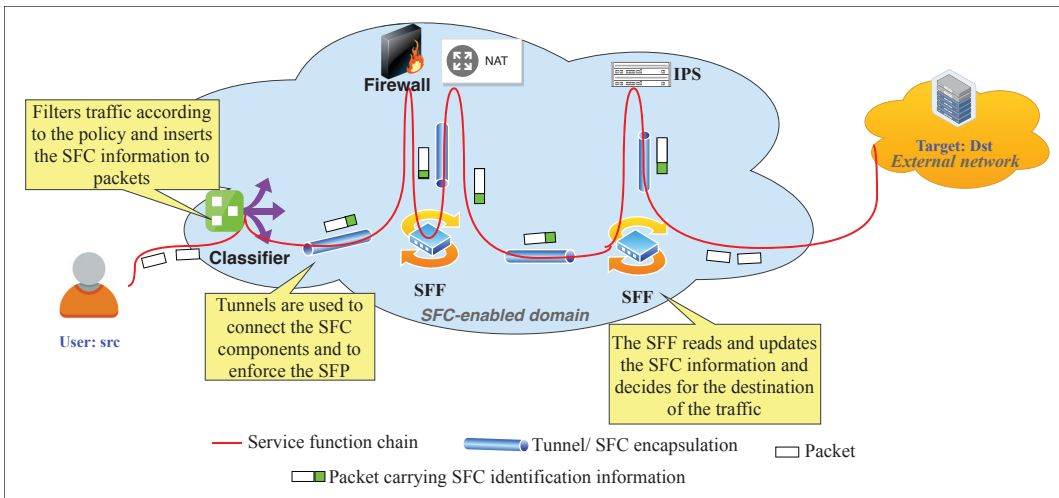 Firewall
NAT
IPS
Filters traffic according
to the policy and inserts
the SFC information to
packets
Target: Dst
External network
Classifier
SFF
SFF
SFC-enabled domain
User: src
Tunnels are used to
connect the SFC
components and to
enforce the SFP
The SFF reads and updates
the SFC information and
decides for the destination
of the traffic
Service function chain
Tunnel/ SFC encapsulation
Packet
Packet carrying SFC identification information